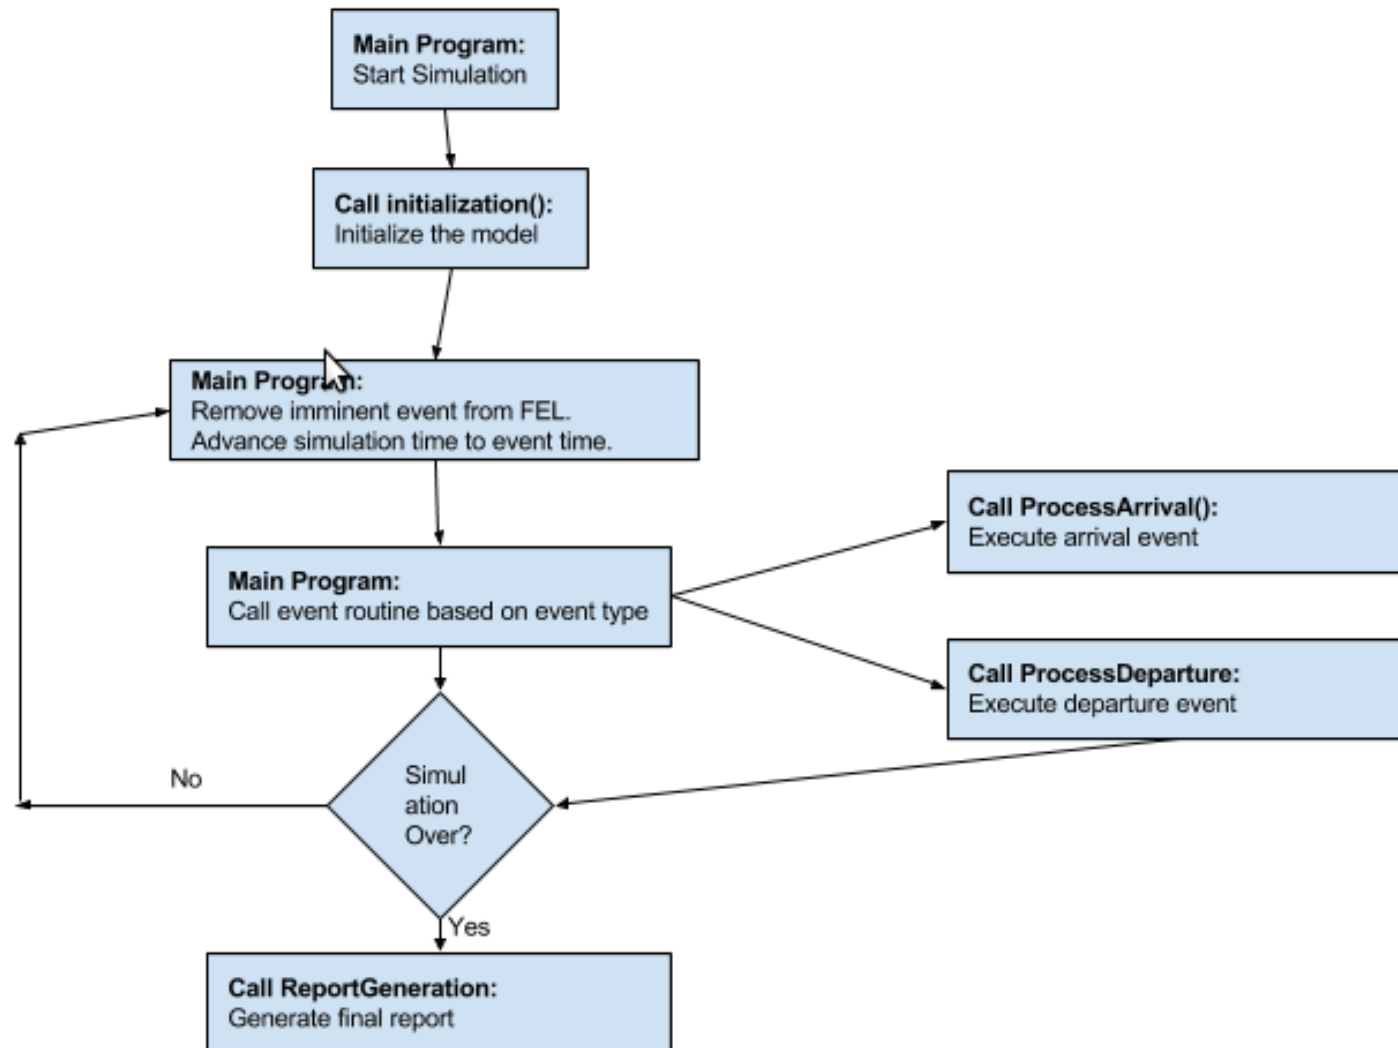 Main Program:
Start Simulation
Call initialization():
Initialize the model
Main Program:
Remove imminent event from FEL.
Advance simulation time to event time.
Main Program:
Call event routine based on event type
Call ProcessArrival():
Execute arrival event
Call ProcessDeparture:
Execute departure event
Simul
ation
Over?
No
Yes
Call ReportGeneration:
Generate final report